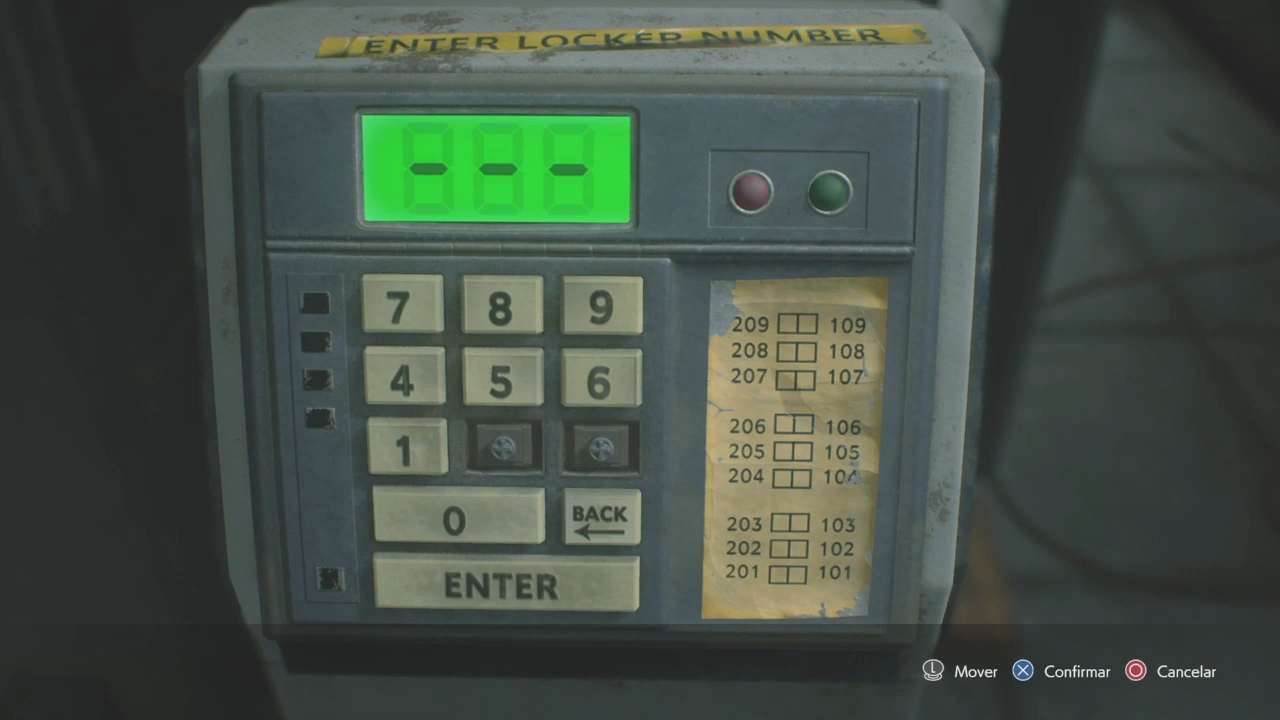 ENTER LOCKER NUMBER
7 8 9
4 5 6
1
0 BACK
ENTER
209 109
208 108
207 107
206 106
205 105
204 104
203 103
202 102
201 101
L Mover Confirmar Cancelar